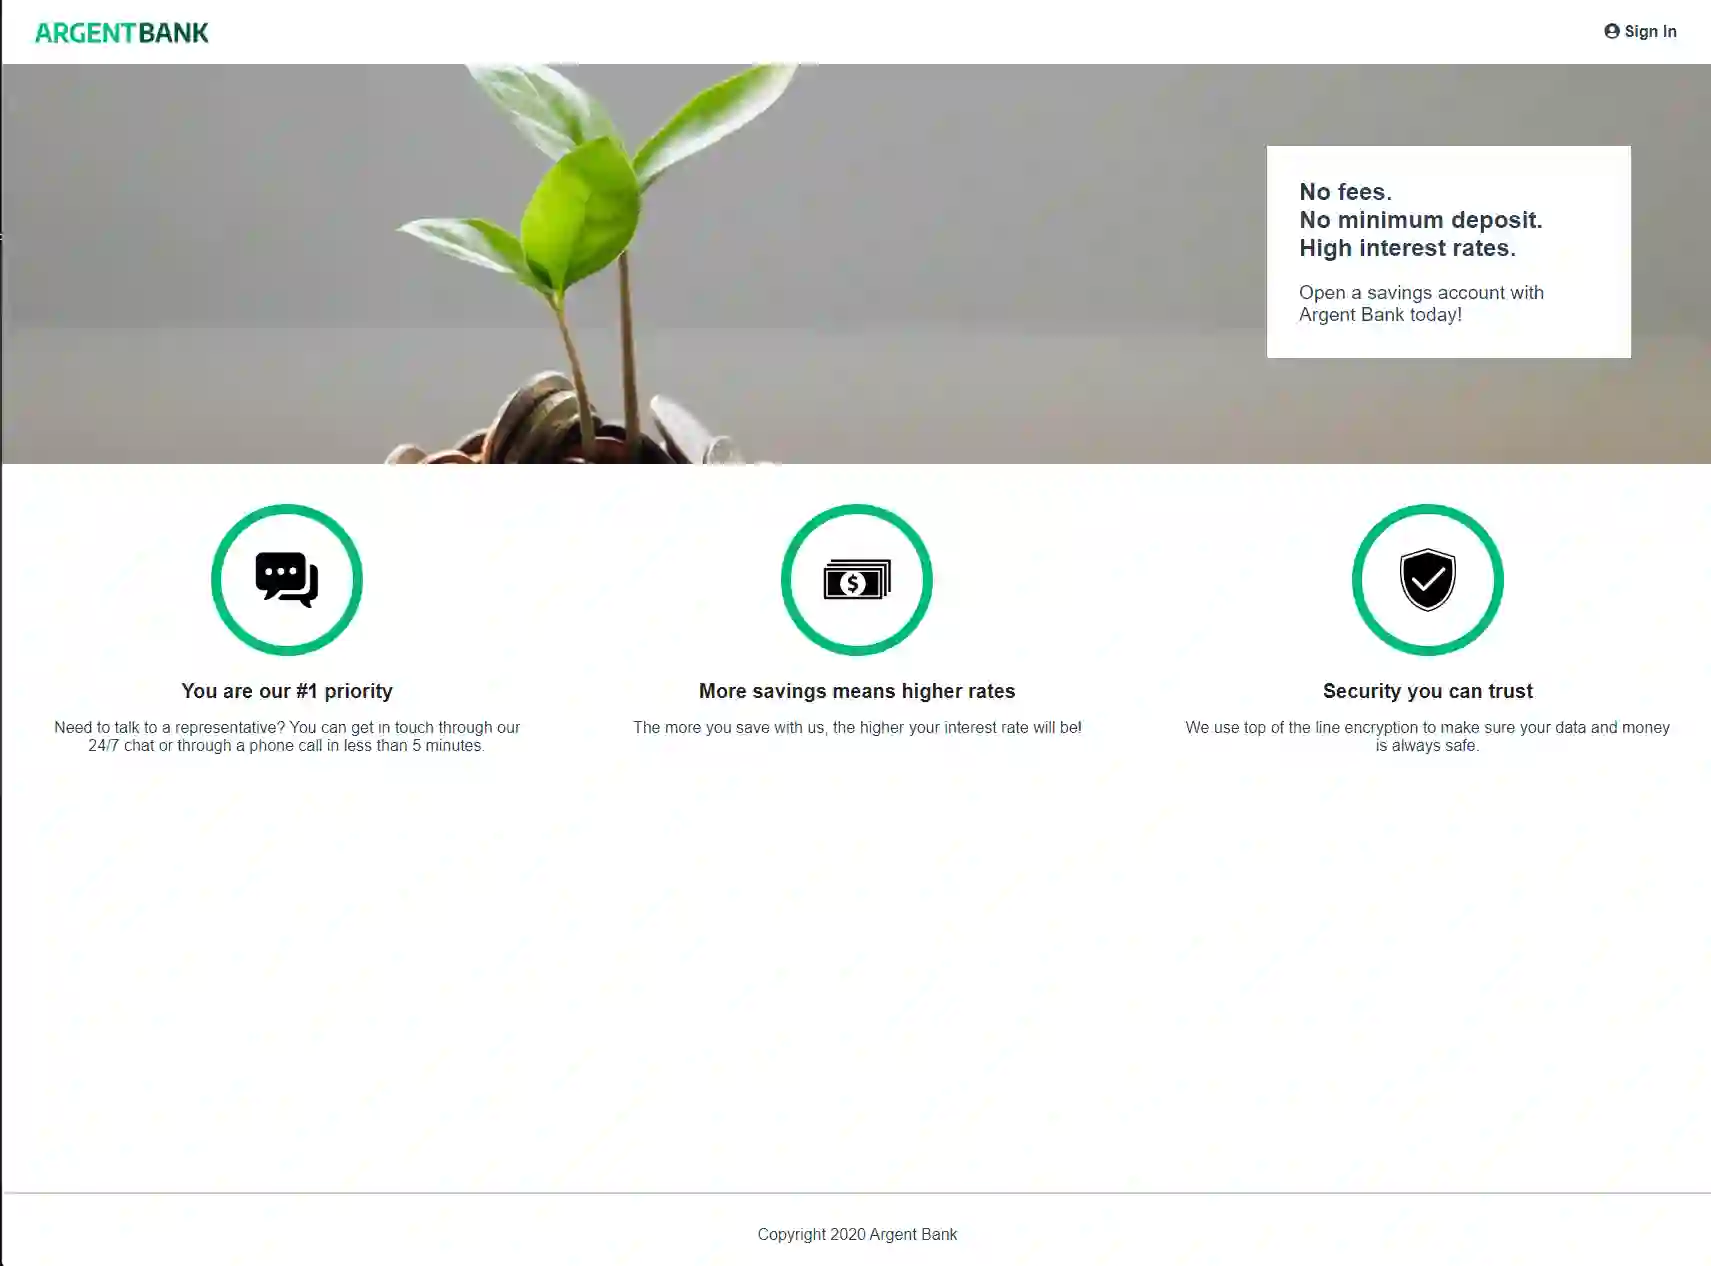 ARGENTBANK
Sign In
No fees.
No minimum deposit.
High interest rates.
Open a savings account with
Argent Bank today!
You are our #1 priority
Need to talk to a representative? You can get in touch through our
24/7 chat or through a phone call in less than 5 minutes.
More savings means higher rates
The more you save with us, the higher your interest rate will be!
Security you can trust
We use top of the line encryption to make sure your data and money
is always safe.
Copyright 2020 Argent Bank